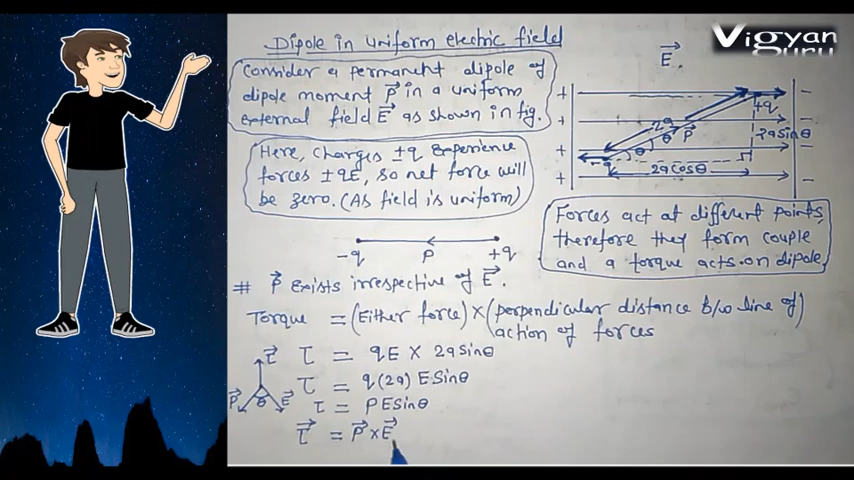 Dipole in uniform electric field
Vigyan
Guru
Consider a permanent dipole of
dipole moment P⃗ in a uniform
external field E⃗ as shown in fig.
Here, charges ±q experience
forces ±qE, so net force will
be zero. (As field is uniform)
E⃗.
+ −
+q
+ −
2a
θ P⃗ 2a sinθ
+ −
−q θ
2a cosθ
+ −
Forces act at different points,
therefore they form couple
and a torque acts on dipole.
−q P +q
# P⃗ Exists irrespective of E⃗.
Torque = (Either force) × (perpendicular distance b/w line of
action of forces)
τ = qE × 2a sinθ
τ = q(2a) E Sinθ
τ = PE Sinθ
τ⃗ = P⃗ × E⃗
τ⃗
P⃗ θ E⃗